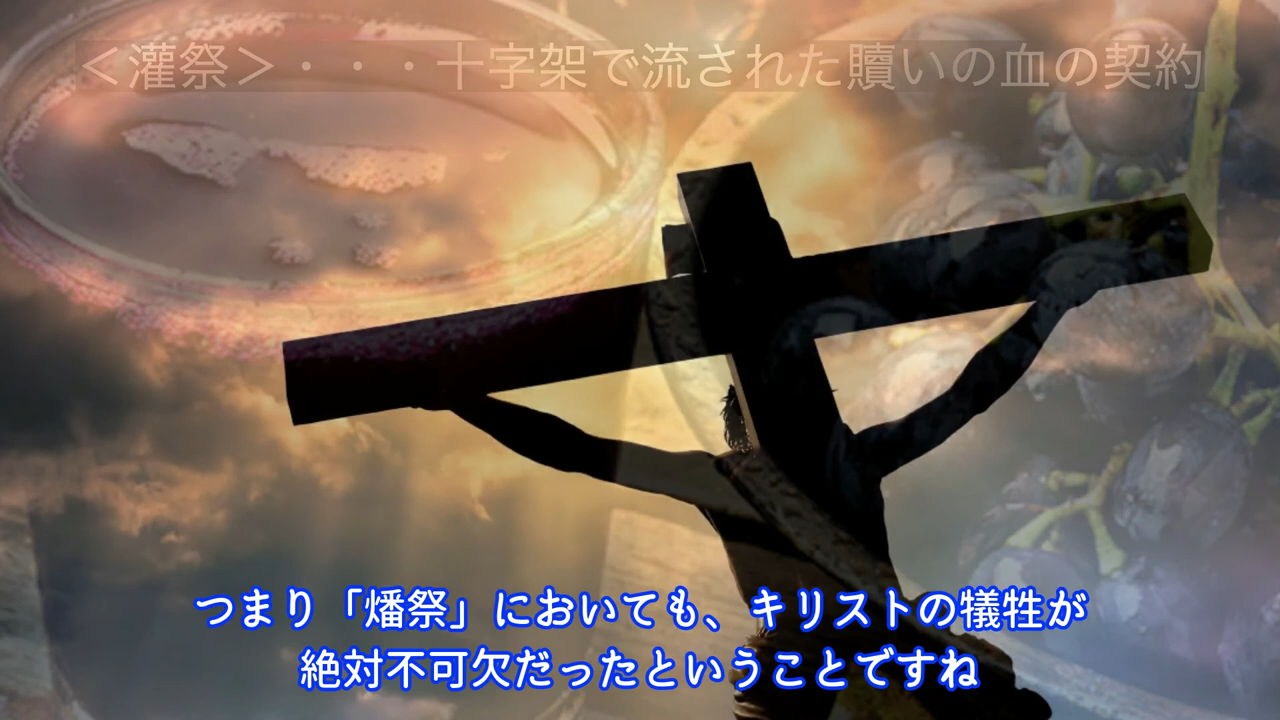 ＜灌祭＞・・・十字架で流された贖いの血の契約
つまり「燔祭」においても、キリストの犠牲が
絶対不可欠だったということですね